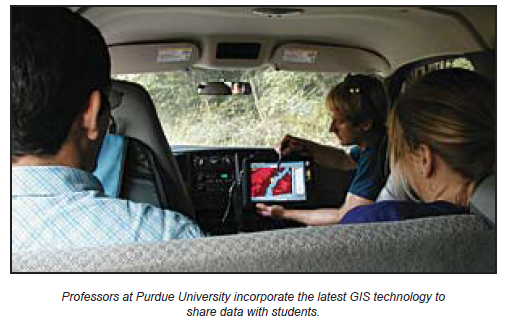 Professors at Purdue University incorporate the latest GIS technology to
share data with students.